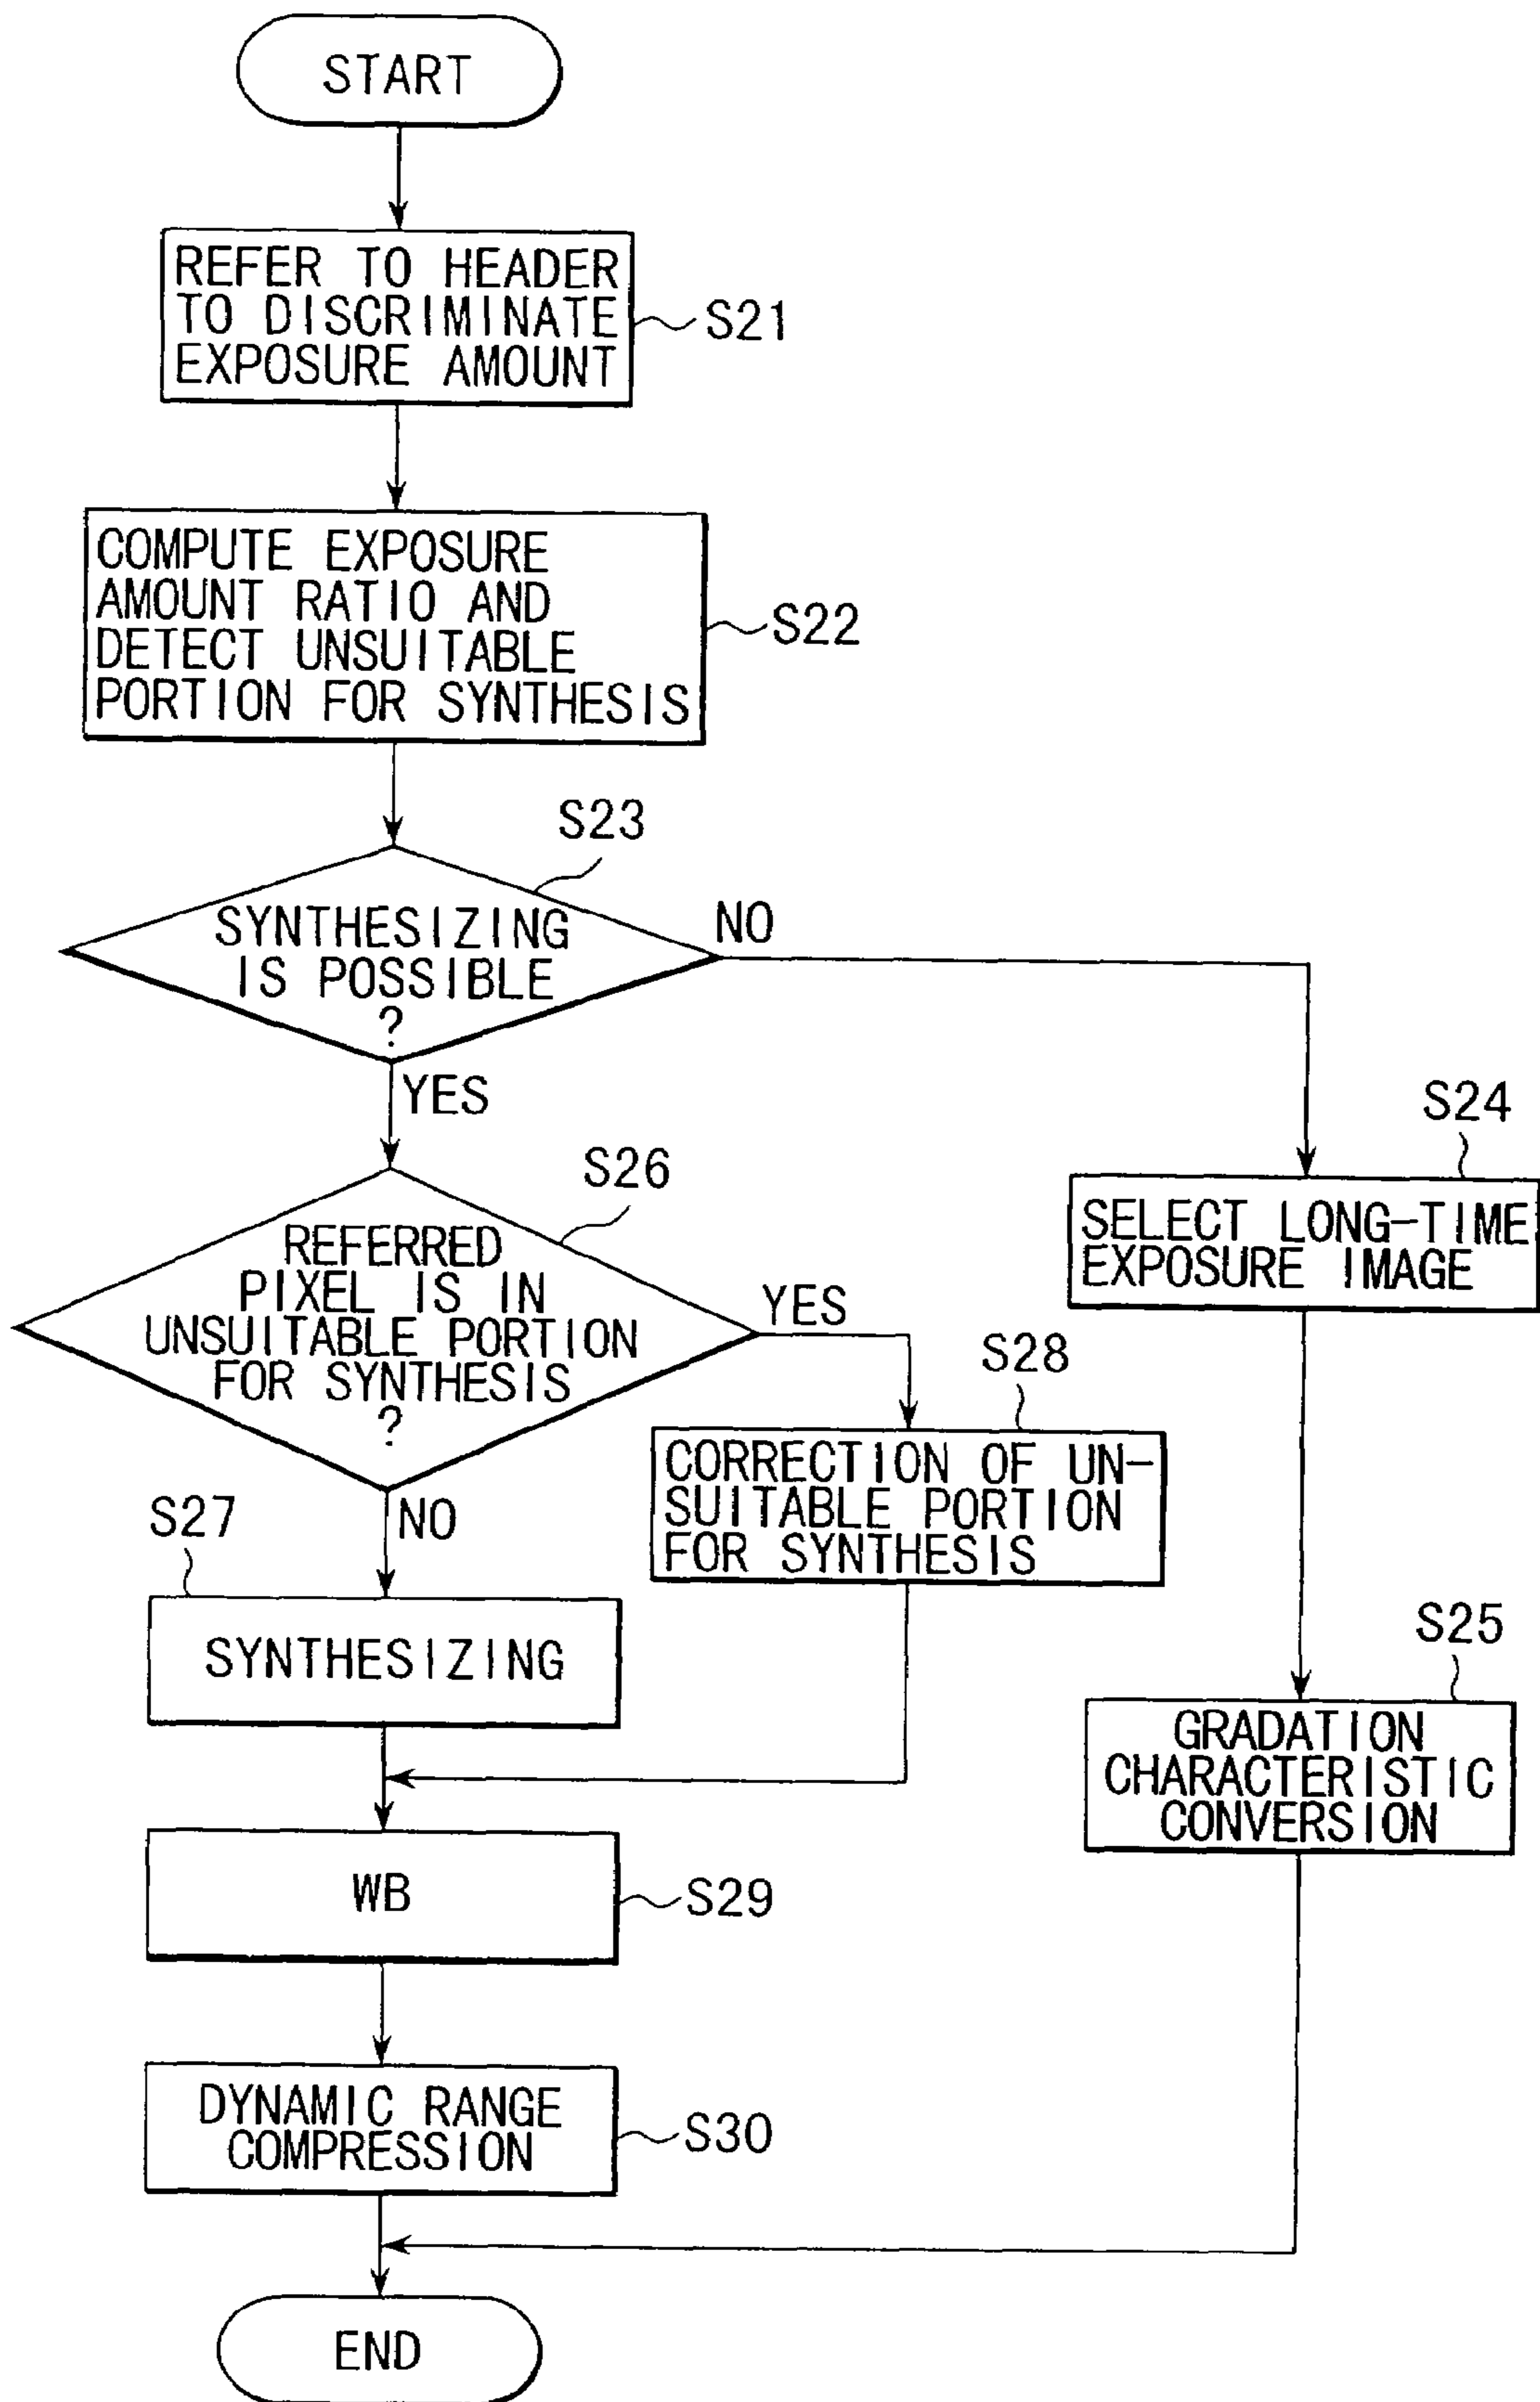 START
REFER TO HEADER
TO DISCRIMINATE
EXPOSURE AMOUNT
S21
COMPUTE EXPOSURE
AMOUNT RATIO AND
DETECT UNSUITABLE
PORTION FOR SYNTHESIS
S22
S23
SYNTHESIZING
IS POSSIBLE
?
NO
YES
S24
SELECT LONG-TIME
EXPOSURE IMAGE
S26
REFERRED
PIXEL IS IN
UNSUITABLE PORTION
FOR SYNTHESIS
?
YES
NO
S28
CORRECTION OF UN-
SUITABLE PORTION
FOR SYNTHESIS
S27
SYNTHESIZING
S25
GRADATION
CHARACTERISTIC
CONVERSION
WB
S29
DYNAMIC RANGE
COMPRESSION
S30
END